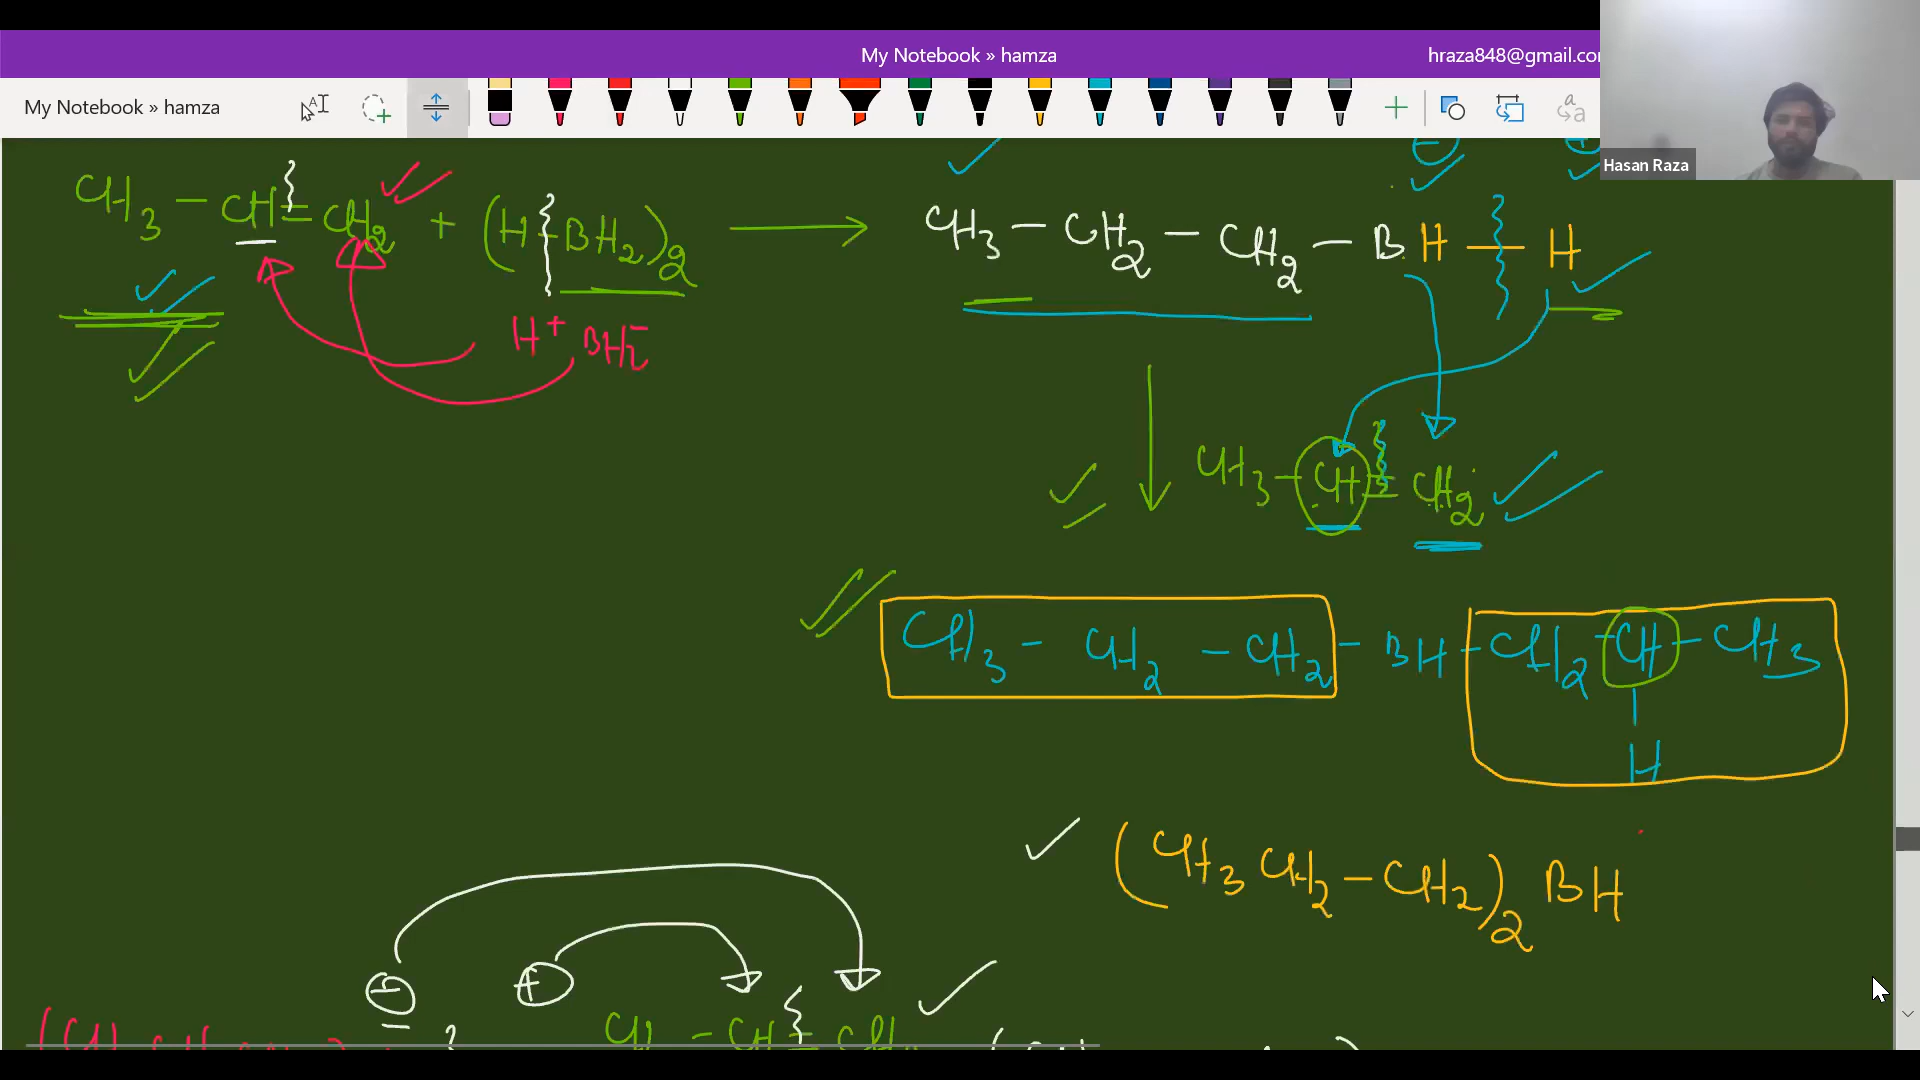 My Notebook » hamza
hraza848@gmail.co
My Notebook » hamza
Hasan Raza
CH3 – CH = CH2 + (H – BH2)2 → CH3 – CH2 – CH2 – B H – H
H+ BH2-
CH3 – CH = CH2
CH3 – CH2 – CH2 – BH – CH2 – CH – CH3
H
(CH3 CH2 – CH2)2 BH